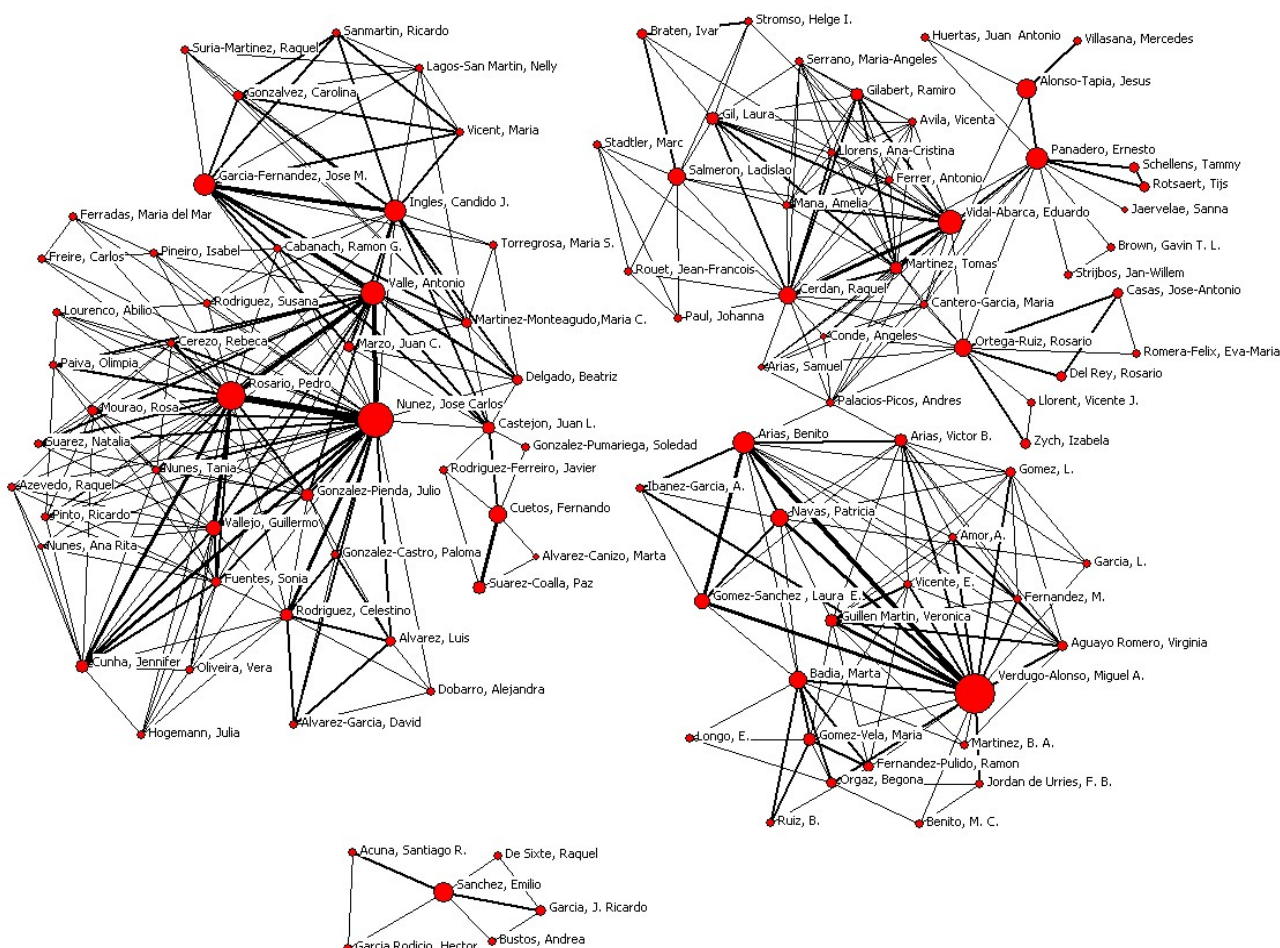 Sanmartin, Ricardo
Suria-Martinez, Raquel
Lagos-San Martin, Nelly
Gonzalvez, Carolina
Vicent, Maria
Garcia-Fernandez, Jose M.
Ingles, Candido J.
Ferradas, Maria del Mar
Cabanach, Ramon G.
Torregrosa, Maria S.
Freire, Carlos
Pineiro, Isabel
Valle, Antonio
Rodriguez, Susana
Lourenco, Abilio
Martinez-Monteagudo,Maria C.
Cerezo, Rebeca
Marzo, Juan C.
Paiva, Olimpia
Delgado, Beatriz
Rosario, Pedro
Nunez, Jose Carlos
Mourao, Rosa
Castejon, Juan L.
Suarez, Natalia
Gonzalez-Pumariega, Soledad
Nunes, Tania
Rodriguez-Ferreiro, Javier
Azevedo, Raquel
Gonzalez-Pienda, Julio
Pinto, Ricardo
Vallejo, Guillermo
Cuetos, Fernando
Nunes, Ana Rita
Gonzalez-Castro, Paloma
Alvarez-Canizo, Marta
Fuentes, Sonia
Suarez-Coalla, Paz
Rodriguez, Celestino
Alvarez, Luis
Cunha, Jennifer
Oliveira, Vera
Dobarro, Alejandra
Alvarez-Garcia, David
Hogemann, Julia
Stromso, Helge I.
Braten, Ivar
Huertas, Juan Antonio
Villasana, Mercedes
Serrano, Maria-Angeles
Alonso-Tapia, Jesus
Gilabert, Ramiro
Gil, Laura
Avila, Vicenta
Stadtler, Marc
Llorens, Ana-Cristina
Panadero, Ernesto
Schellens, Tammy
Salmeron, Ladislao
Ferrer, Antonio
Rotsaert, Tijs
Mana, Amelia
Vidal-Abarca, Eduardo
Jaervelae, Sanna
Brown, Gavin T. L.
Rouet, Jean-Francois
Martinez, Tomas
Strijbos, Jan-Willem
Cerdan, Raquel
Cantero-Garcia, Maria
Casas, Jose-Antonio
Paul, Johanna
Conde, Angeles
Ortega-Ruiz, Rosario
Romera-Felix, Eva-Maria
Arias, Samuel
Del Rey, Rosario
Palacios-Picos, Andres
Llorent, Vicente J.
Zych, Izabela
Arias, Benito
Arias, Victor B.
Gomez, L.
Ibanez-Garcia, A.
Navas, Patricia
Amor,A.
Garcia, L.
Vicente, E.
Gomez-Sanchez , Laura E.
Fernandez, M.
Guillen Martin, Veronica
Aguayo Romero, Virginia
Verdugo-Alonso, Miguel A.
Badia, Marta
Longo, E.
Gomez-Vela, Maria
Martinez, B. A.
Fernandez-Pulido, Ramon
Orgaz, Begona
Jordan de Urries, F. B.
Ruiz, B.
Benito, M. C.
Acuna, Santiago R.
De Sixte, Raquel
Sanchez, Emilio
Garcia, J. Ricardo
Bustos, Andrea
Garcia Rodicio, Hector